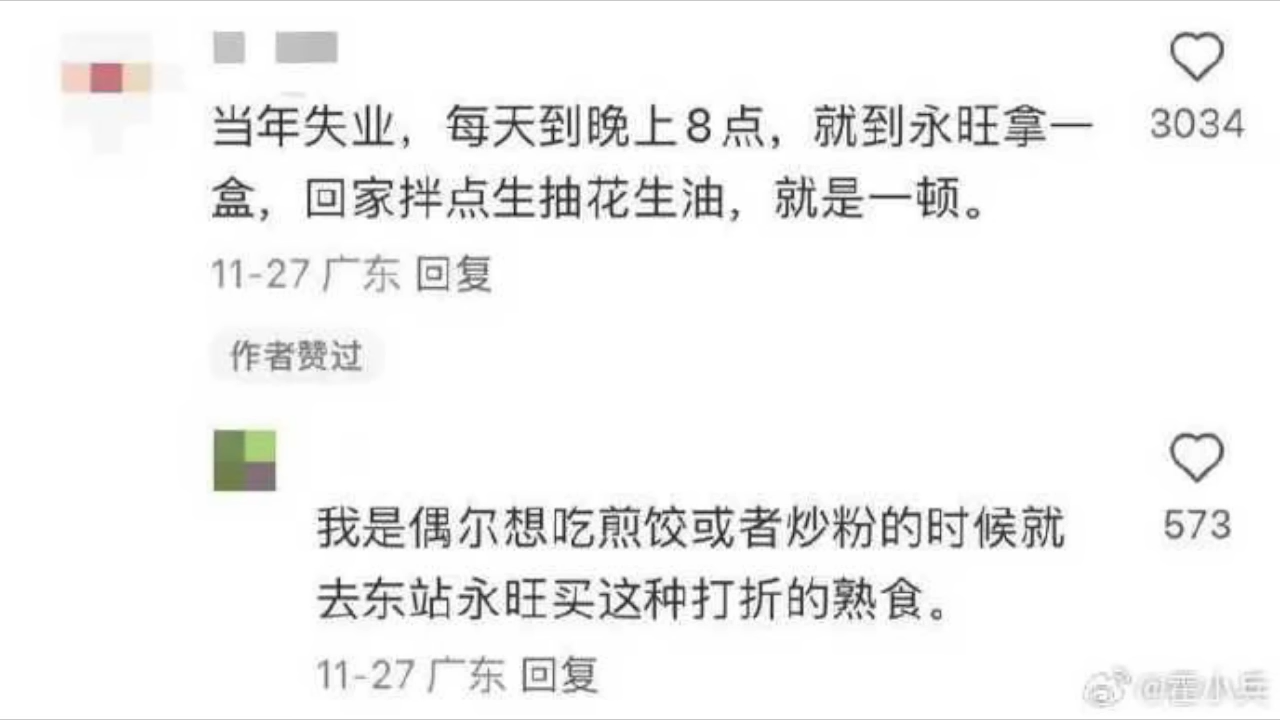 当年失业，每天到晚上8点，就到永旺拿一
3034
盒，回家拌点生抽花生油，就是一顿。
11-27 广东 回复
作者赞过
我是偶尔想吃煎饺或者炒粉的时候就
573
去东站永旺买这种打折的熟食。
11-27 广东 回复
@霍小兵